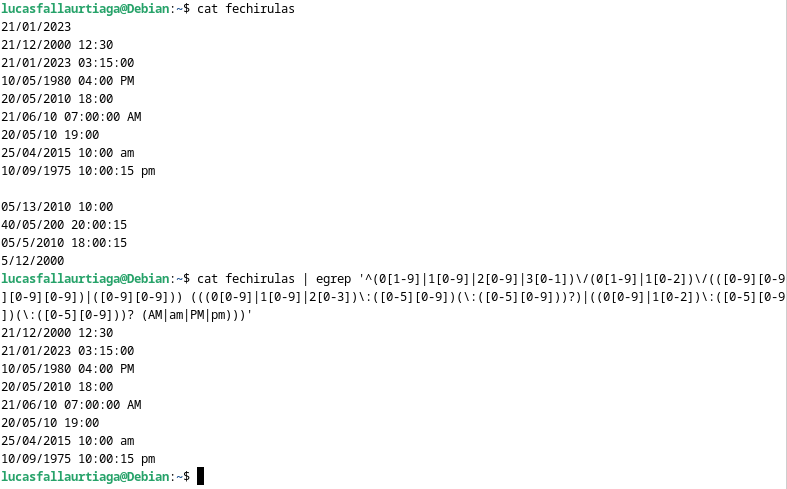 lucasfallaurtiaga@Debian:~$ cat fechirulas
21/01/2023
21/12/2000 12:30
21/01/2023 03:15:00
10/05/1980 04:00 PM
20/05/2010 18:00
21/06/10 07:00:00 AM
20/05/10 19:00
25/04/2015 10:00 am
10/09/1975 10:00:15 pm

05/13/2010 10:00
40/05/200 20:00:15
05/5/2010 18:00:15
5/12/2000
lucasfallaurtiaga@Debian:~$ cat fechirulas | egrep '^(0[1-9]|1[0-9]|2[0-9]|3[0-1])\/(0[1-9]|1[0-2])\/(([0-9][0-9
][0-9][0-9])|([0-9][0-9])) (((0[0-9]|1[0-9]|2[0-3])\:([0-5][0-9])(\:([0-5][0-9]))?)|((0[0-9]|1[0-2])\:([0-5][0-9
])(\:([0-5][0-9]))? (AM|am|PM|pm)))'
21/12/2000 12:30
21/01/2023 03:15:00
10/05/1980 04:00 PM
20/05/2010 18:00
21/06/10 07:00:00 AM
20/05/10 19:00
25/04/2015 10:00 am
10/09/1975 10:00:15 pm
lucasfallaurtiaga@Debian:~$